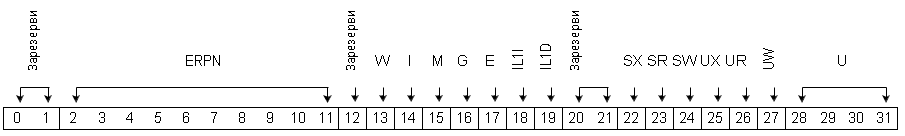 Зарезерви ERPN Зарезерви W I M G E IL1I IL1D Зарезерви SX SR SW UX UR UW U
0 1 2 3 4 5 6 7 8 9 10 11 12 13 14 15 16 17 18 19 20 21 22 23 24 25 26 27 28 29 30 31